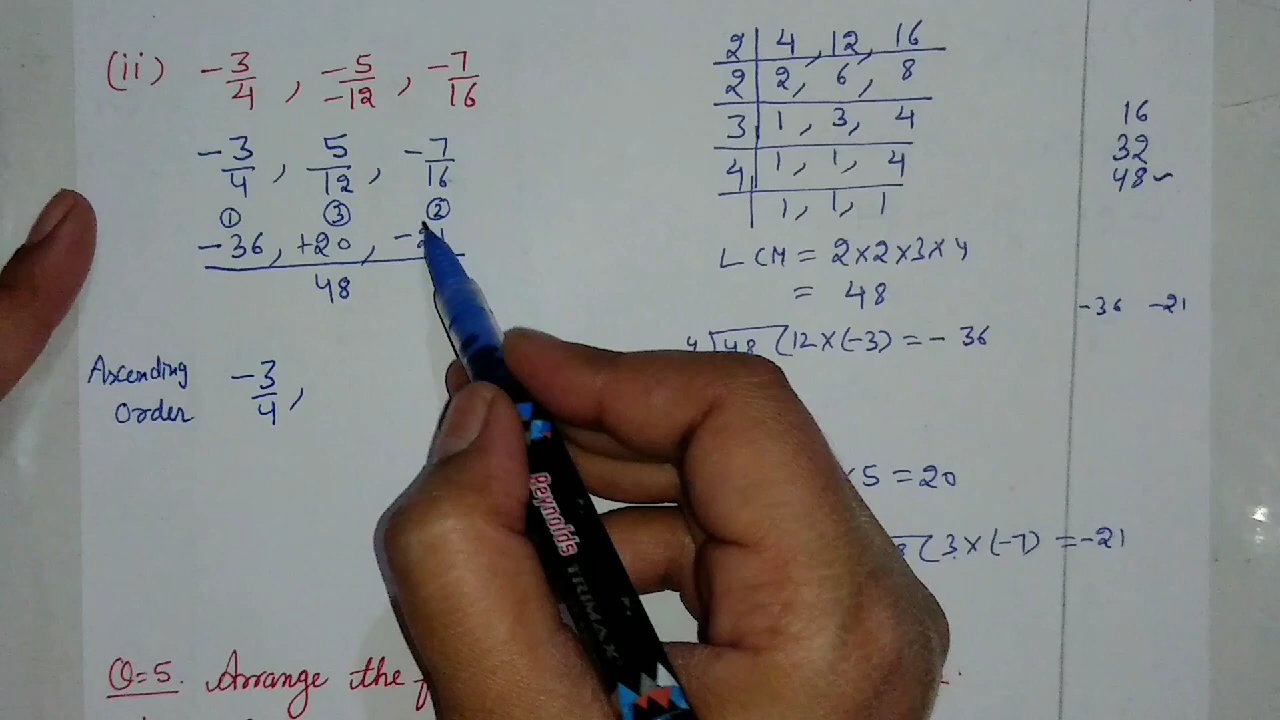 (ii) -3/4 , -5/-12 , -7/16
-3/4 , 5/12 , -7/16
① ③ ②
-36, +20, -21
48
Ascending
Order
-3/4 ,
2 | 4 , 12, 16
2 | 2, 6, 8
3 | 1, 3, 4
4 | 1, 1, 4
1, 1, 1
LCM = 2×2×3×4
= 48
4 48 (12×(-3) = - 36
×5 = 20
(3×(-7) = -21
16
32
48
-36 -21
Reynolds TRIMAX
Q=5. Arrange the